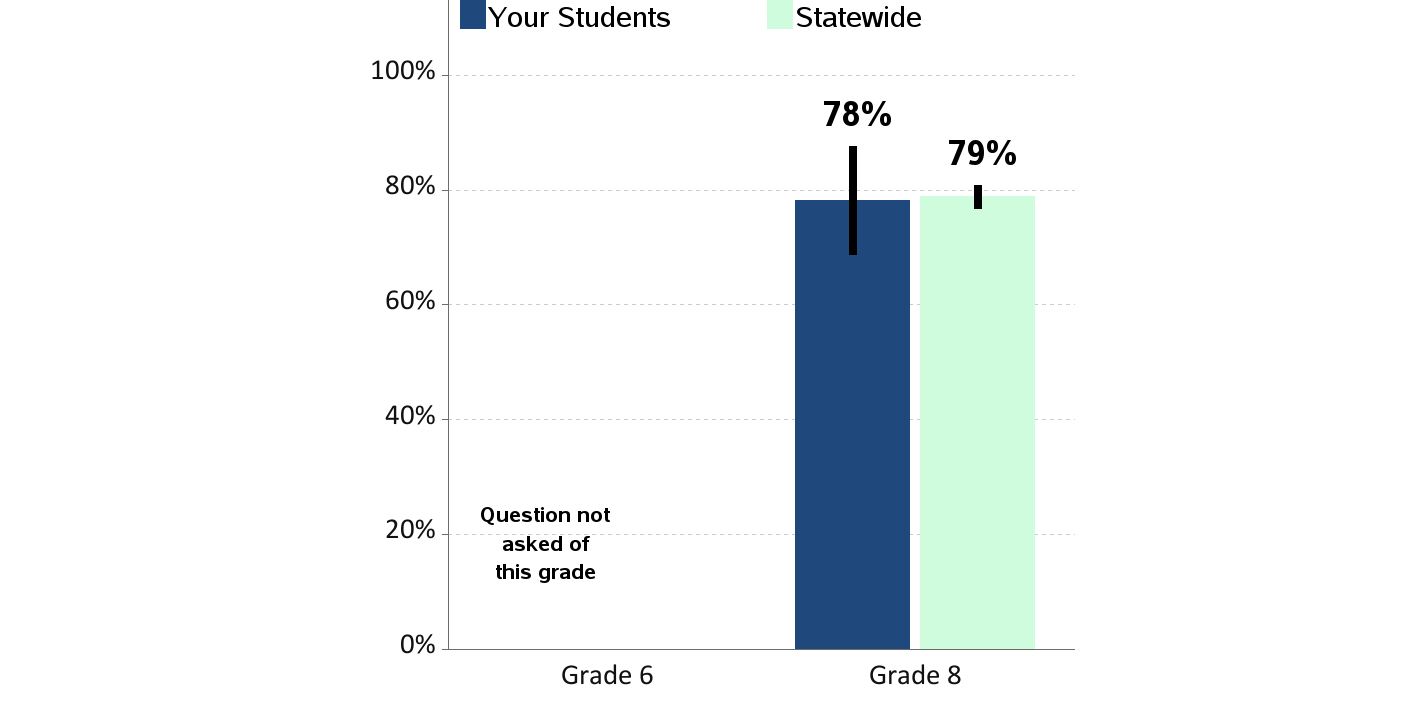 Your Students Statewide
100%
78%
79%
80%
60%
40%
Question not
20%
asked of
this grade
0%
Grade 6 Grade 8